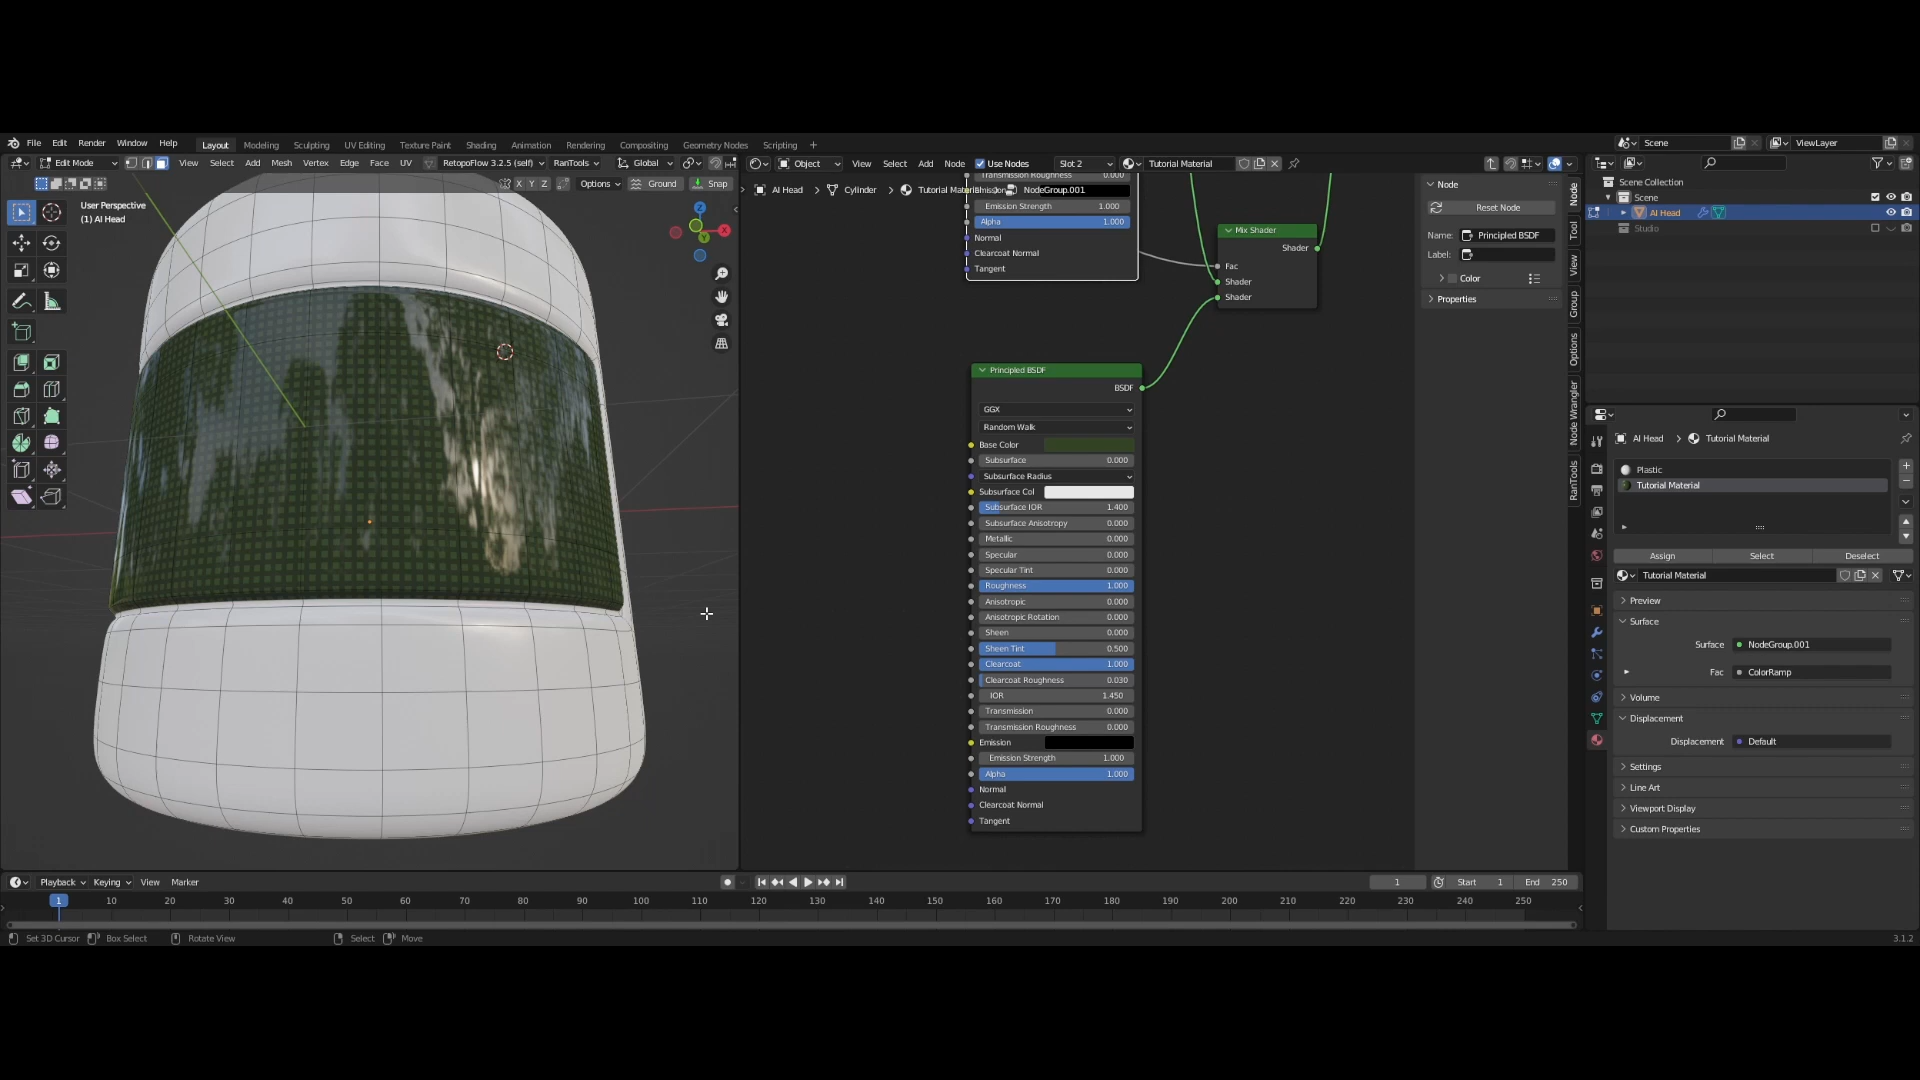 File Edit Render Window Help Layout Modeling Sculpting UV Editing Texture Paint Shading Animation Rendering Compositing Geometry Nodes Scripting + Scene ViewLayer
Edit Mode View Select Add Mesh Vertex Edge Face UV RetopoFlow 3.2.5 (self) RanTools Global
Object View Select Add Node Use Nodes Slot 2 Tutorial Material
X Y Z Options Ground Snap
User Perspective
(1) AI Head
Z
X
Y
AI Head > Cylinder > NodeGroup.001
Transmission Roughness 0.000
Emission Strength 1.000
Alpha 1.000
Normal
Clearcoat Normal
Tangent
Mix Shader
Shader
Fac
Shader
Shader
Principled BSDF
BSDF
GGX
Random Walk
Base Color
Subsurface 0.000
Subsurface Radius
Subsurface Col
Subsurface IOR 1.400
Subsurface Anisotropy 0.000
Metallic 0.000
Specular 0.000
Specular Tint 0.000
Roughness 1.000
Anisotropic 0.000
Anisotropic Rotation 0.000
Sheen 0.000
Sheen Tint 0.500
Clearcoat 1.000
Clearcoat Roughness 0.030
IOR 1.450
Transmission 0.000
Transmission Roughness 0.000
Emission
Emission Strength 1.000
Alpha 1.000
Normal
Clearcoat Normal
Tangent
Node
Reset Node
Name: Principled BSDF
Label:
Color
Properties
Node
Tool
View
Group
Options
Node Wrangler
RanTools
Scene Collection
Scene
AI Head
Studio
AI Head > Tutorial Material
Plastic
Tutorial Material
Assign Select Deselect
Tutorial Material
Preview
Surface
Surface NodeGroup.001
Fac ColorRamp
Volume
Displacement
Displacement Default
Settings
Line Art
Viewport Display
Custom Properties
Playback Keying View Marker 1 Start 1 End 250
1 10 20 30 40 50 60 70 80 90 100 110 120 130 140 150 160 170 180 190 200 210 220 230 240 250
Set 3D Cursor Box Select Rotate View Select Move 3.1.2